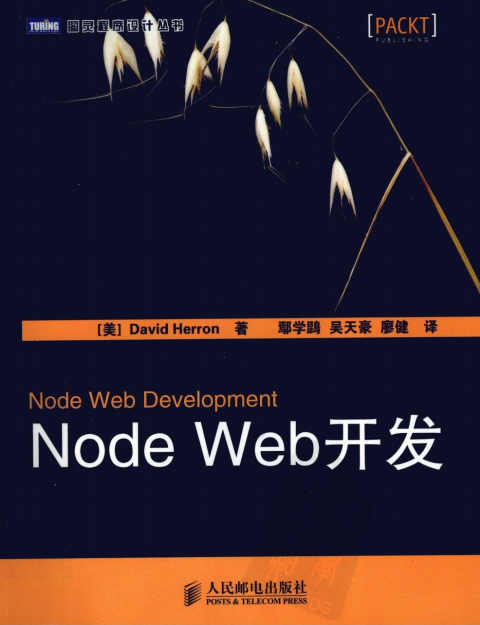 TURING 图灵程序设计丛书
[PACKT]
PUBLISHING
[美] David Herron 著 鄢学鹍 吴天豪 廖健 译
Node Web Development
Node Web开发
人民邮电出版社
POSTS & TELECOM PRESS